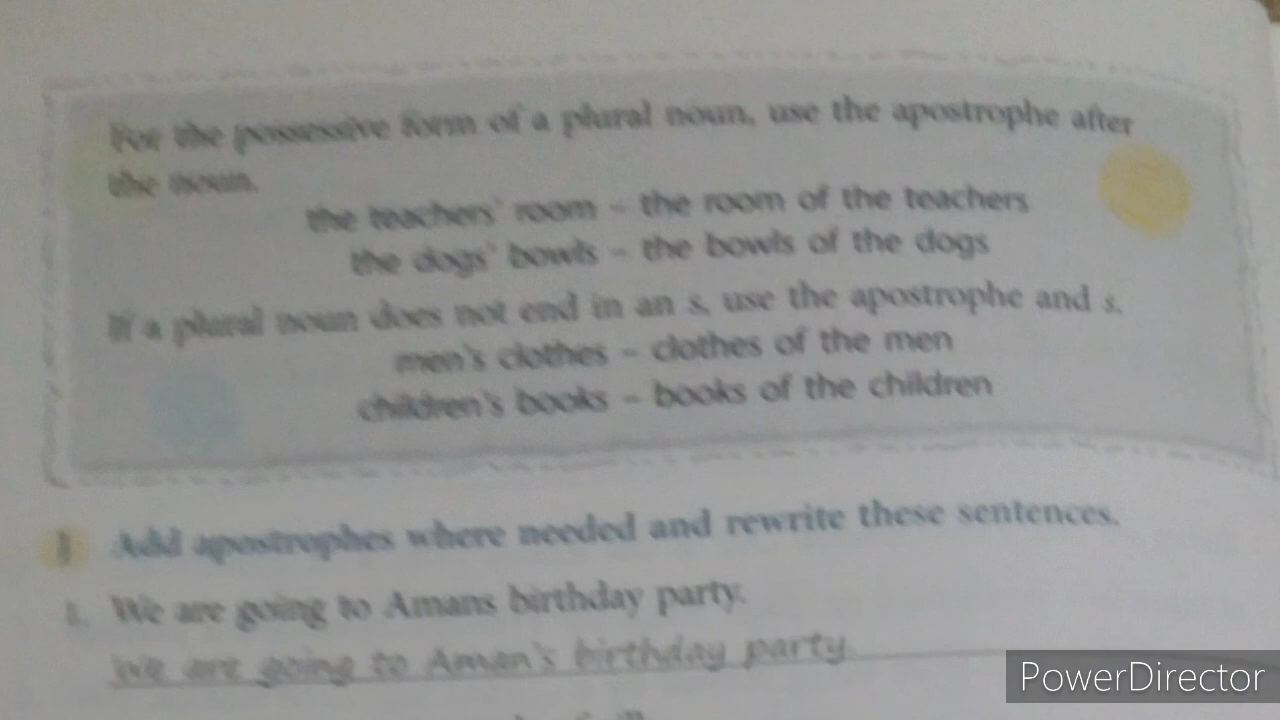 For the possessive form of a plural noun, use the apostrophe after
the noun.
the teachers' room – the room of the teachers
the dogs' bowls – the bowls of the dogs
If a plural noun does not end in an s, use the apostrophe and s.
men's clothes – clothes of the men
children's books – books of the children
Add apostrophes where needed and rewrite these sentences.
1. We are going to Amans birthday party.
We are going to Aman's birthday party.
PowerDirector